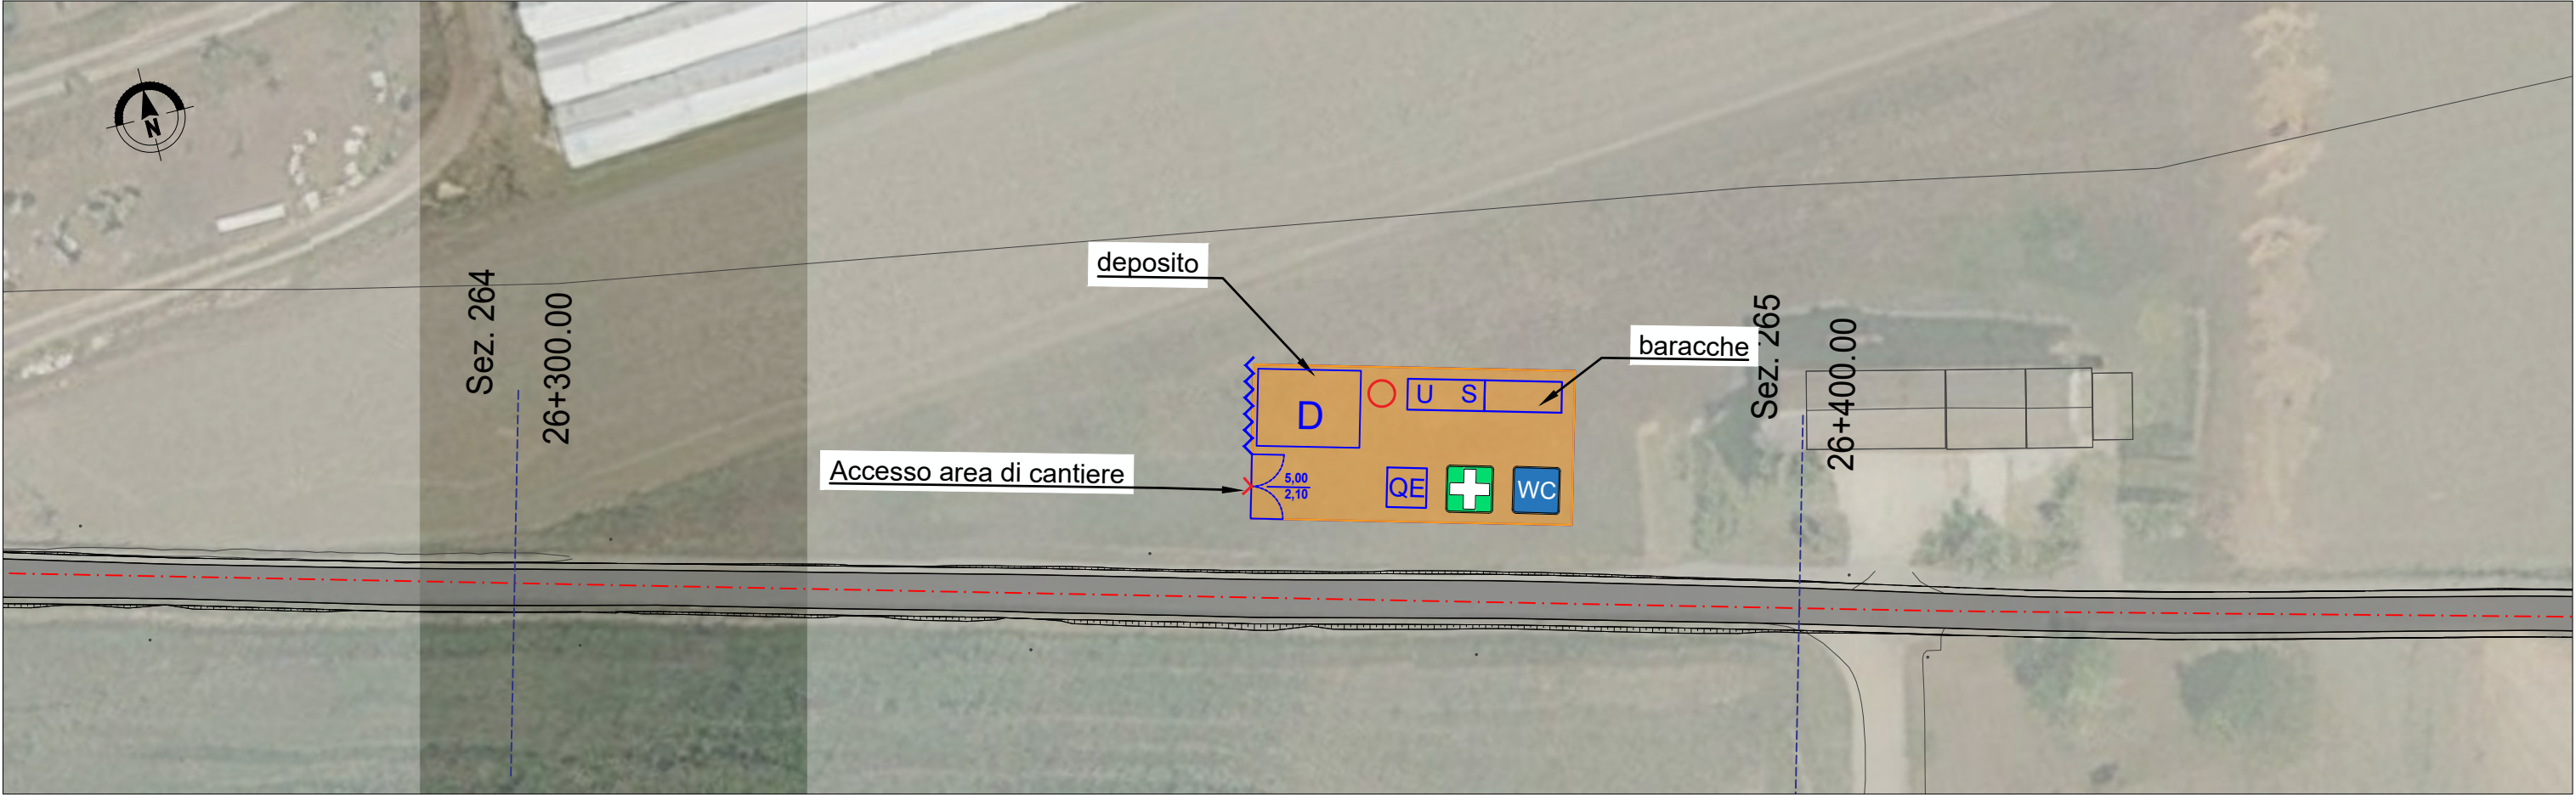 N
Sez. 264
26+300.00
deposito
baracche
Sez. 265
26+400.00
D
U S
Accesso area di cantiere
5,00
2,10
QE
WC